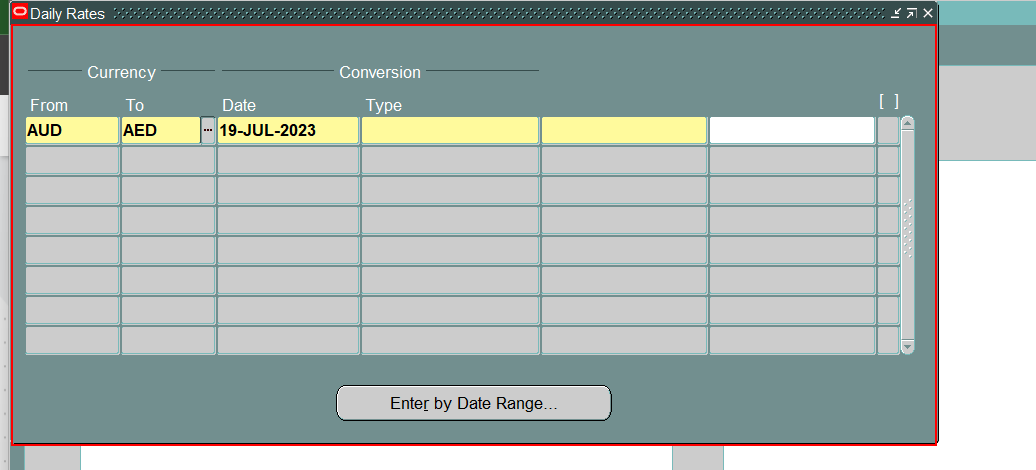 Daily Rates
Currency Conversion
From To Date Type [ ]
AUD AED ... 19-JUL-2023
Enter by Date Range...